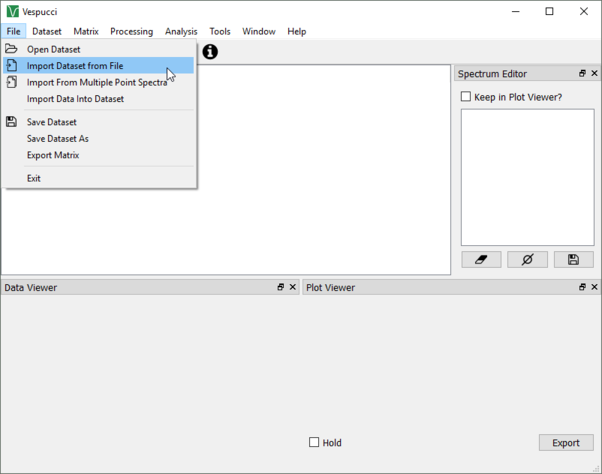 Vespucci
File Dataset Matrix Processing Analysis Tools Window Help
Open Dataset
Import Dataset from File
Import From Multiple Point Spectra
Import Data Into Dataset
Save Dataset
Save Dataset As
Export Matrix
Exit
Spectrum Editor
Keep in Plot Viewer?
Data Viewer
Plot Viewer
Hold
Export